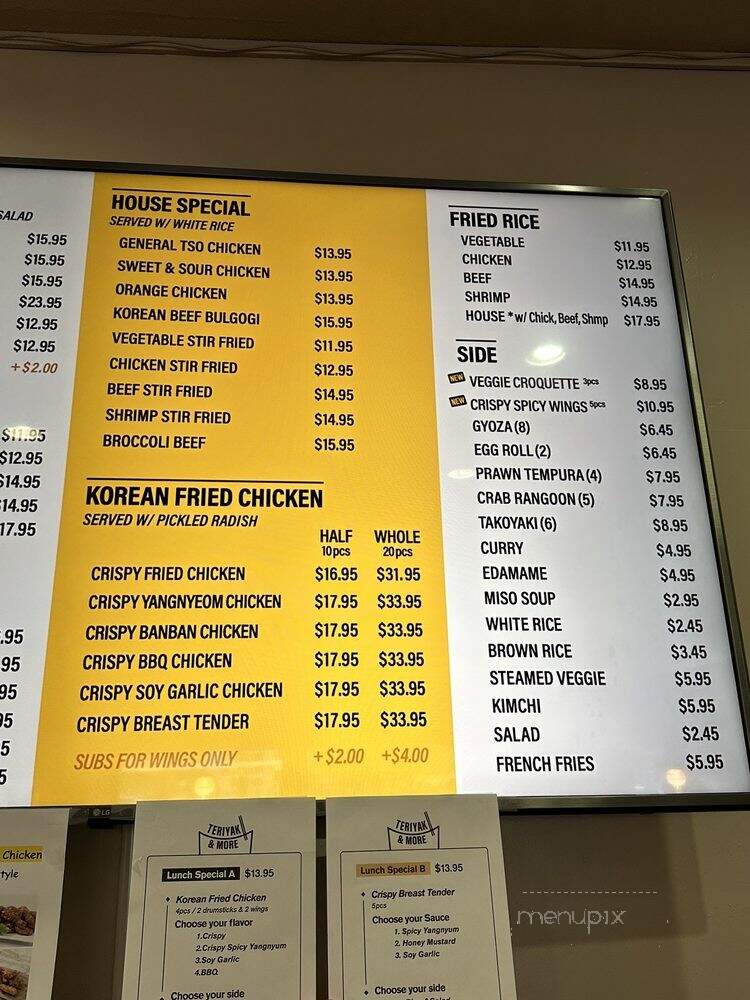 SALAD
$15.95
$15.95
$15.95
$23.95
$12.95
$12.95
+$2.00
$11.95
$12.95
$14.95
14.95
17.95
.95
95
95
95
5
5
HOUSE SPECIAL
SERVED W/ WHITE RICE
GENERAL TSO CHICKEN $13.95
SWEET & SOUR CHICKEN $13.95
ORANGE CHICKEN $13.95
KOREAN BEEF BULGOGI $15.95
VEGETABLE STIR FRIED $11.95
CHICKEN STIR FRIED $12.95
BEEF STIR FRIED $14.95
SHRIMP STIR FRIED $14.95
BROCCOLI BEEF $15.95
KOREAN FRIED CHICKEN
SERVED W/ PICKLED RADISH
HALF WHOLE
10pcs 20pcs
CRISPY FRIED CHICKEN $16.95 $31.95
CRISPY YANGNYEOM CHICKEN $17.95 $33.95
CRISPY BANBAN CHICKEN $17.95 $33.95
CRISPY BBQ CHICKEN $17.95 $33.95
CRISPY SOY GARLIC CHICKEN $17.95 $33.95
CRISPY BREAST TENDER $17.95 $33.95
SUBS FOR WINGS ONLY +$2.00 +$4.00
FRIED RICE
VEGETABLE $11.95
CHICKEN $12.95
BEEF $14.95
SHRIMP $14.95
HOUSE *w/ Chick, Beef, Shmp $17.95
SIDE
NEW VEGGIE CROQUETTE 3pcs $8.95
NEW CRISPY SPICY WINGS 5pcs $10.95
GYOZA (8) $6.45
EGG ROLL (2) $6.45
PRAWN TEMPURA (4) $7.95
CRAB RANGOON (5) $7.95
TAKOYAKI (6) $8.95
CURRY $4.95
EDAMAME $4.95
MISO SOUP $2.95
WHITE RICE $2.45
BROWN RICE $3.45
STEAMED VEGGIE $5.95
KIMCHI $5.95
SALAD $2.45
FRENCH FRIES $5.95
LG
Chicken
tyle
TERIYAKI
& MORE
Lunch Special A $13.95
Korean Fried Chicken
4pcs / 2 drumsticks & 2 wings
Choose your flavor
1.Crispy
2.Crispy Spicy Yangnyum
3.Soy Garlic
4.BBQ
Choose your side
TERIYAKI
& MORE
Lunch Special B $13.95
Crispy Breast Tender
5pcs
Choose your Sauce
1. Spicy Yangnyum
2. Honey Mustard
3. Soy Garlic
Choose your side
menupix